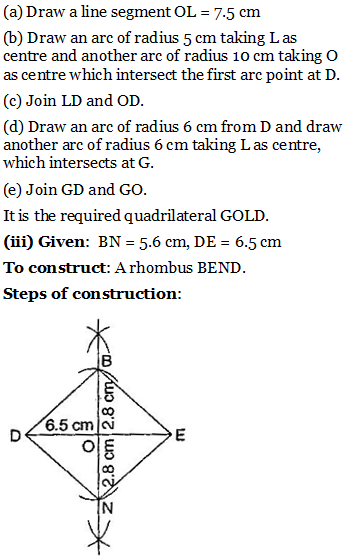 (a) Draw a line segment OL = 7.5 cm
(b) Draw an arc of radius 5 cm taking L as
centre and another arc of radius 10 cm taking O
as centre which intersect the first arc point at D.
(c) Join LD and OD.
(d) Draw an arc of radius 6 cm from D and draw
another arc of radius 6 cm taking L as centre,
which intersects at G.
(e) Join GD and GO.
It is the required quadrilateral GOLD.
(iii) Given: BN = 5.6 cm, DE = 6.5 cm
To construct: A rhombus BEND.
Steps of construction:
B
2.8 cm
D 6.5 cm E
O
2.8 cm
N